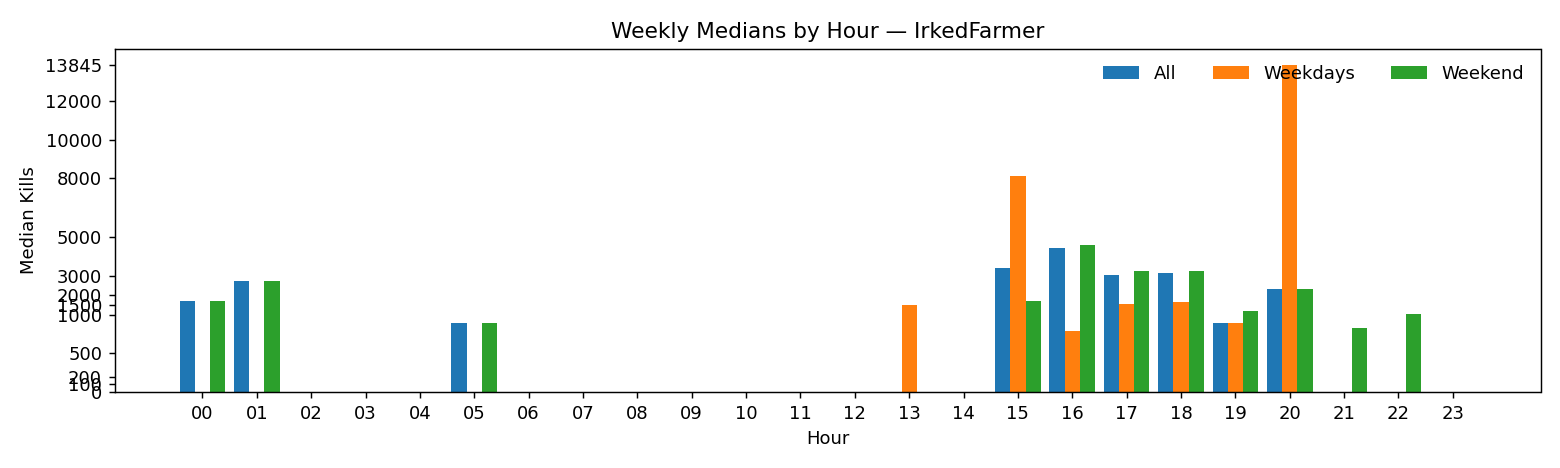 Weekly Medians by Hour — IrkedFarmer
All Weekdays Weekend
Median Kills
13845
12000
10000
8000
5000
3000
2000
1500
1000
500
200
100
0
00 01 02 03 04 05 06 07 08 09 10 11 12 13 14 15 16 17 18 19 20 21 22 23
Hour